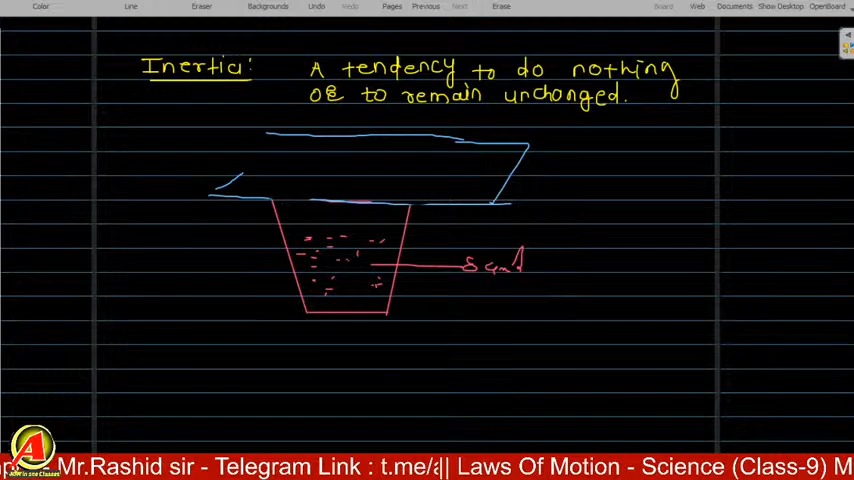 Color Line Eraser Backgrounds Undo Redo Pages Previous Next Erase Board Web Documents Show Desktop OpenBoard
Inertia: A tendency to do nothing
OR to remain unchanged.
Sand
A
Mr.Rashid sir - Telegram Link : t.me/a|| Laws Of Motion - Science (Class-9) M